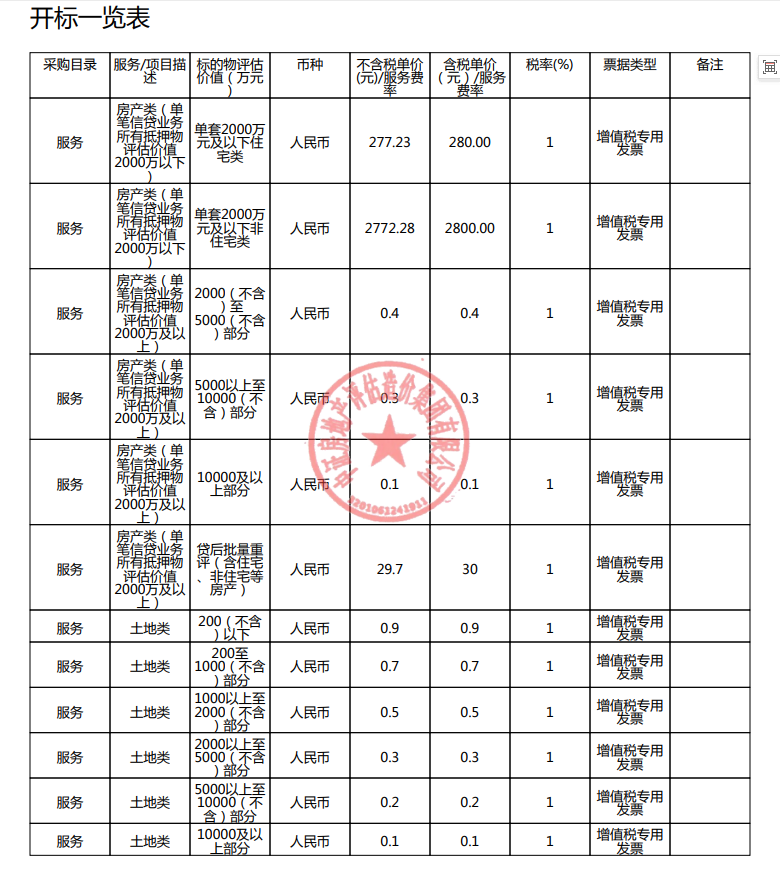 开标一览表
采购目录
服务/项目描
述
标的物评估
价值（万元
）
币种
不含税单价
(元)/服务费
率
含税单价
（元）/服务
费率
税率(%)
票据类型
备注
服务
房产类（单
笔信贷业务
所有抵押物
评估价值
2000万以下
）
单套2000万
元及以下住
宅类
人民币
277.23
280.00
1
增值税专用
发票
服务
房产类（单
笔信贷业务
所有抵押物
评估价值
2000万以下
）
单套2000万
元及以下非
住宅类
人民币
2772.28
2800.00
1
增值税专用
发票
服务
房产类（单
笔信贷业务
所有抵押物
评估价值
2000万及以
上）
2000（不含
）至
5000（不含
）部分
人民币
0.4
0.4
1
增值税专用
发票
服务
房产类（单
笔信贷业务
所有抵押物
评估价值
2000万及以
上）
5000以上至
10000（不
含）部分
人民币
0.3
0.3
1
增值税专用
发票
服务
房产类（单
笔信贷业务
所有抵押物
评估价值
2000万及以
上）
10000及以
上部分
人民币
0.1
0.1
1
增值税专用
发票
服务
房产类（单
笔信贷业务
所有抵押物
评估价值
2000万及以
上）
贷后批量重
评（含住宅
、非住宅等
房产）
人民币
29.7
30
1
增值税专用
发票
服务
土地类
200（不含
）以下
人民币
0.9
0.9
1
增值税专用
发票
服务
土地类
200至
1000（不含
）部分
人民币
0.7
0.7
1
增值税专用
发票
服务
土地类
1000以上至
2000（不含
）部分
人民币
0.5
0.5
1
增值税专用
发票
服务
土地类
2000以上至
5000（不含
）部分
人民币
0.3
0.3
1
增值税专用
发票
服务
土地类
5000以上至
10000（不
含）部分
人民币
0.2
0.2
1
增值税专用
发票
服务
土地类
10000及以
上部分
人民币
0.1
0.1
1
增值税专用
发票
房地产评估造价集团有限公司